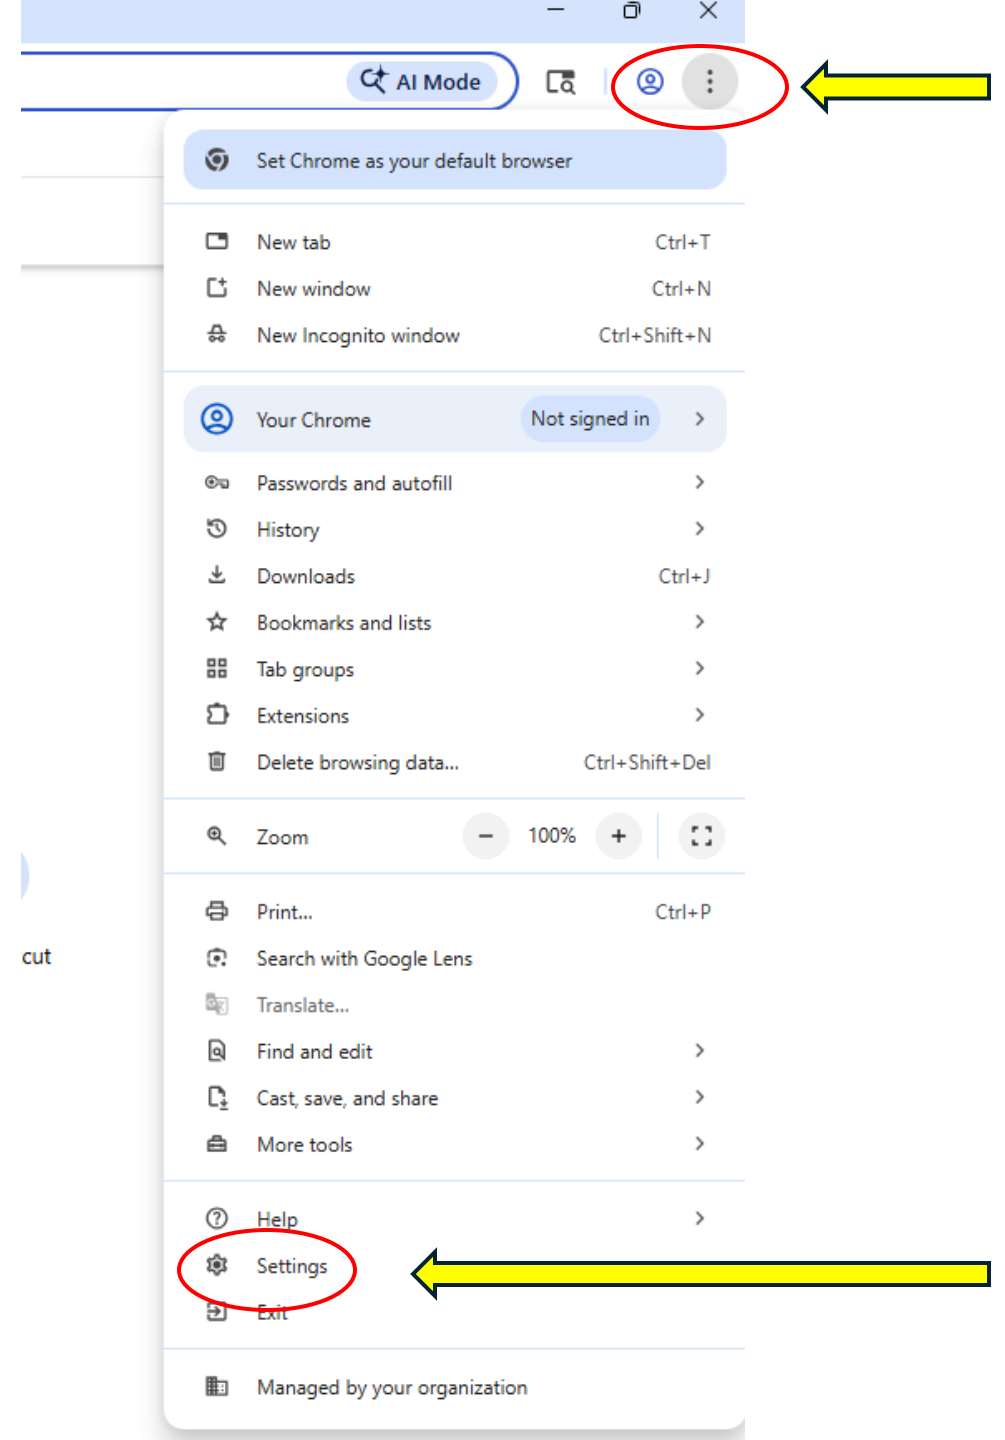 AI Mode
Set Chrome as your default browser
New tab Ctrl+T
New window Ctrl+N
New Incognito window Ctrl+Shift+N
Your Chrome Not signed in
Passwords and autofill
History
Downloads Ctrl+J
Bookmarks and lists
Tab groups
Extensions
Delete browsing data... Ctrl+Shift+Del
Zoom − 100% +
Print... Ctrl+P
cut
Search with Google Lens
Translate...
Find and edit
Cast, save, and share
More tools
Help
Settings
Exit
Managed by your organization